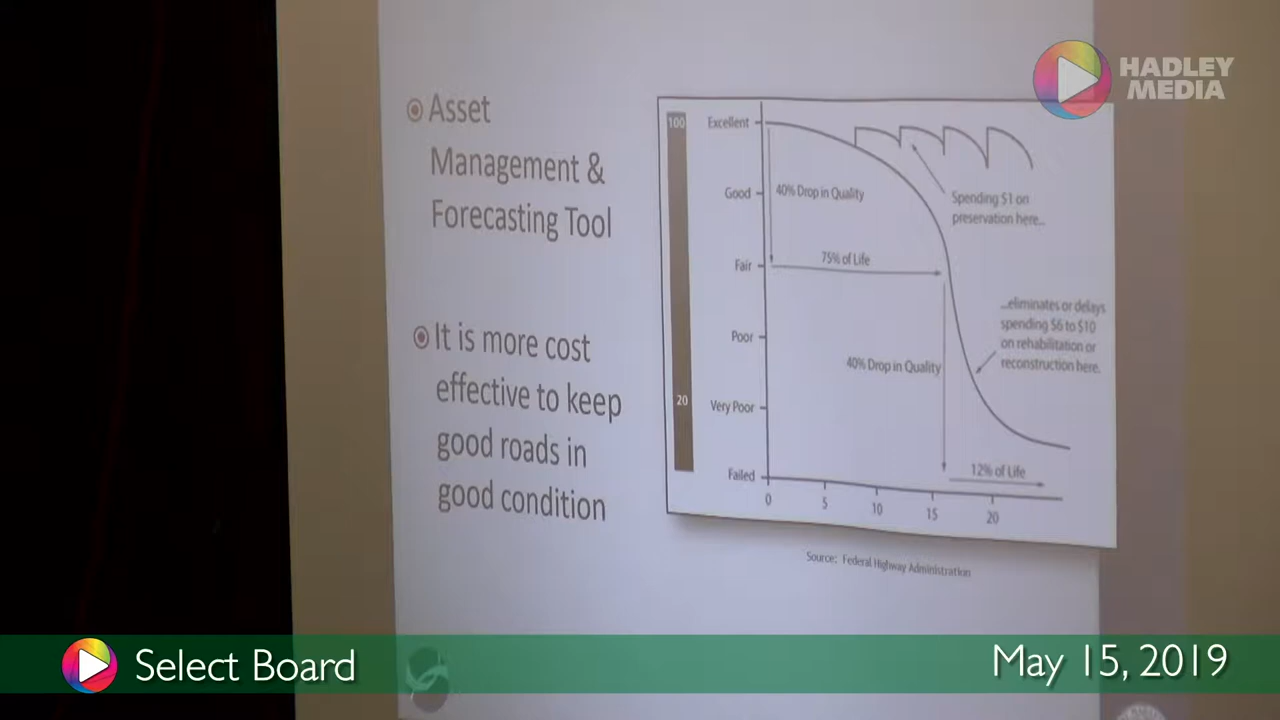 HADLEY
MEDIA
Asset
Management &
Forecasting Tool
It is more cost
effective to keep
good roads in
good condition
100
20
Excellent
Good
Fair
Poor
Very Poor
Failed
40% Drop in Quality
75% of Life
Spending $1 on
preservation here...
...eliminates or delays
spending $6 to $10
on rehabilitation or
reconstruction here.
40% Drop in Quality
12% of Life
0
5
10
15
20
Source: Federal Highway Administration
Select Board
May 15, 2019